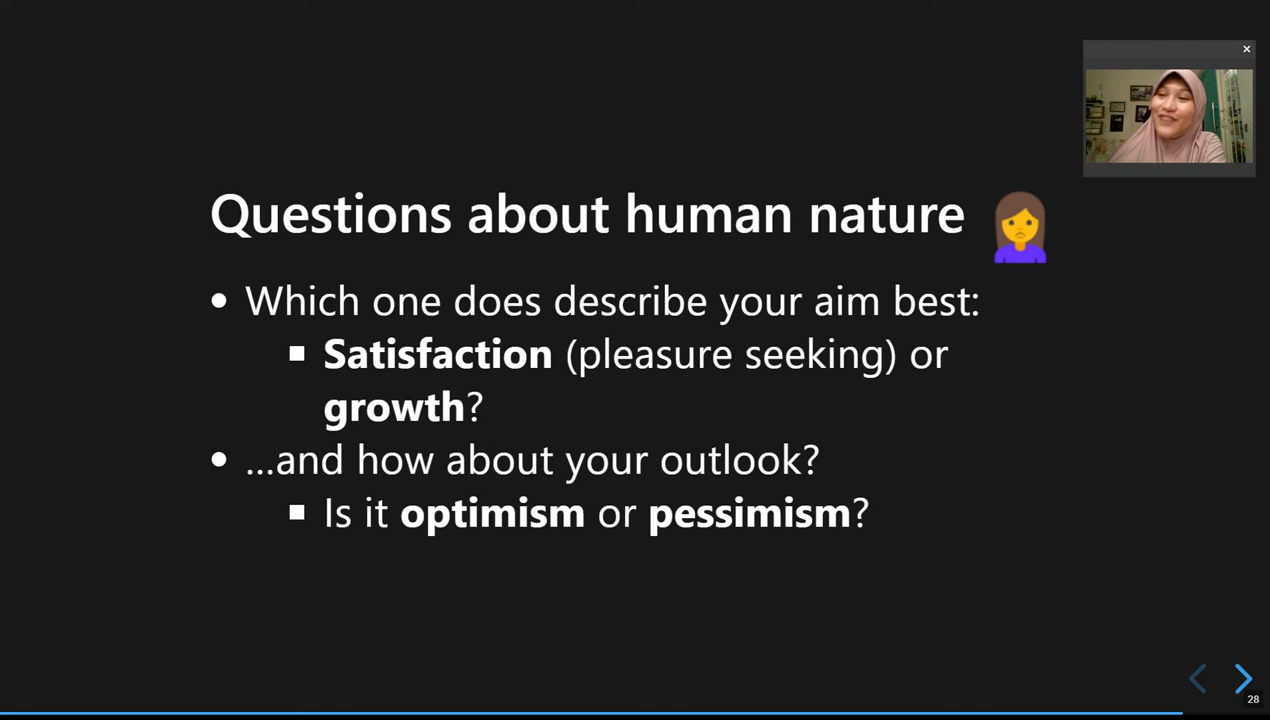 Questions about human nature
• Which one does describe your aim best:
▪ Satisfaction (pleasure seeking) or
growth?
• ...and how about your outlook?
▪ Is it optimism or pessimism?
28